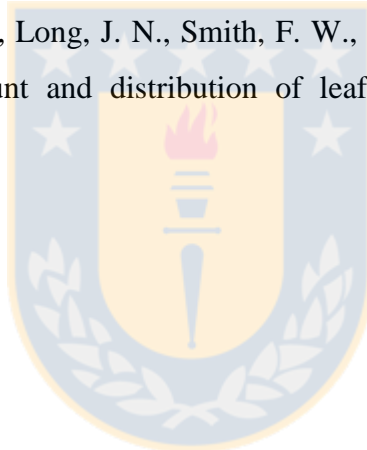 , Long, J. N., Smith, F. W.,
unt and distribution of leaf